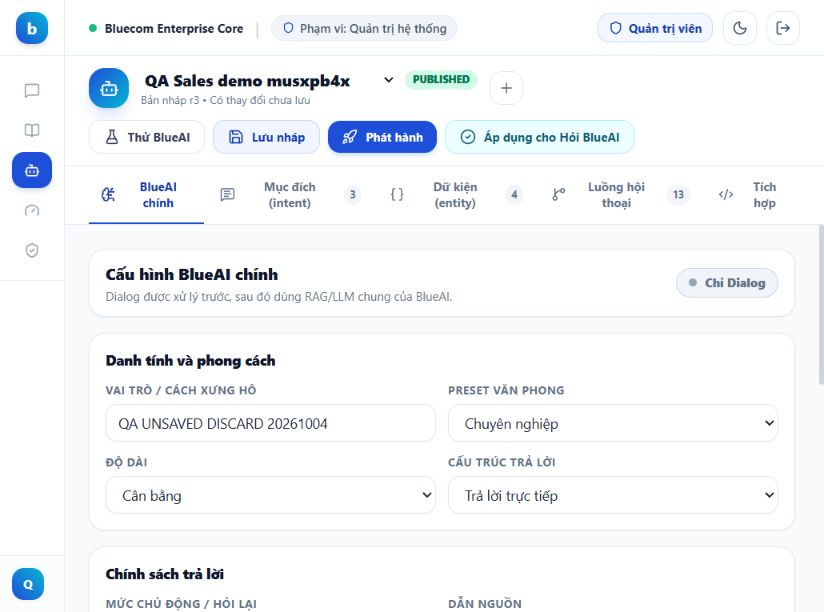 b
Bluecom Enterprise Core
Phạm vi: Quản trị hệ thống
Quản trị viên
QA Sales demo musxpb4x
PUBLISHED
Bản nháp r3 • Có thay đổi chưa lưu
Thử BlueAI
Lưu nháp
Phát hành
Áp dụng cho Hỏi BlueAI
BlueAI
chính
Mục đích
(intent)
3
Dữ kiện
(entity)
4
Luồng hội
thoại
13
Tích
hợp
Cấu hình BlueAI chính
Dialog được xử lý trước, sau đó dùng RAG/LLM chung của BlueAI.
Chỉ Dialog
Danh tính và phong cách
VAI TRÒ / CÁCH XƯNG HÔ
PRESET VĂN PHONG
QA UNSAVED DISCARD 20261004
Chuyên nghiệp
ĐỘ DÀI
CẤU TRÚC TRẢ LỜI
Cân bằng
Trả lời trực tiếp
Chính sách trả lời
MỨC CHỦ ĐỘNG / HỎI LẠI
DẪN NGUỒN
Q